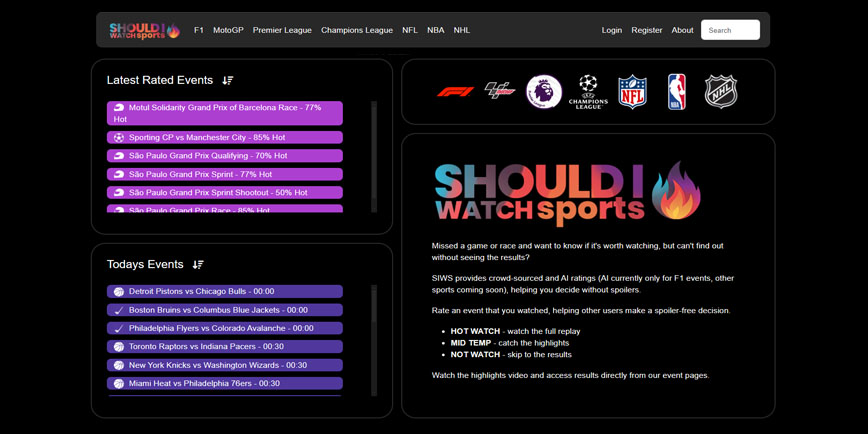 SHOULD I
WATCH sports
F1 MotoGP Premier League Champions League NFL NBA NHL
Login Register About Search
Latest Rated Events
Motul Solidarity Grand Prix of Barcelona Race - 77%
Hot
Sporting CP vs Manchester City - 85% Hot
São Paulo Grand Prix Qualifying - 70% Hot
São Paulo Grand Prix Sprint - 77% Hot
São Paulo Grand Prix Sprint Shootout - 50% Hot
São Paulo Grand Prix Race - 85% Hot
Todays Events
Detroit Pistons vs Chicago Bulls - 00:00
Boston Bruins vs Columbus Blue Jackets - 00:00
Philadelphia Flyers vs Colorado Avalanche - 00:00
Toronto Raptors vs Indiana Pacers - 00:30
New York Knicks vs Washington Wizards - 00:30
Miami Heat vs Philadelphia 76ers - 00:30
F1
Premier League
UEFA
CHAMPIONS
LEAGUE
NFL
NBA
NHL
SHOULD I
WATCH sports
Missed a game or race and want to know if it's worth watching, but can't find out
without seeing the results?
SIWS provides crowd-sourced and AI ratings (AI currently only for F1 events, other
sports coming soon), helping you decide without spoilers.
Rate an event that you watched, helping other users make a spoiler-free decision.
• HOT WATCH - watch the full replay
• MID TEMP - catch the highlights
• NOT WATCH - skip to the results
Watch the highlights video and access results directly from our event pages.